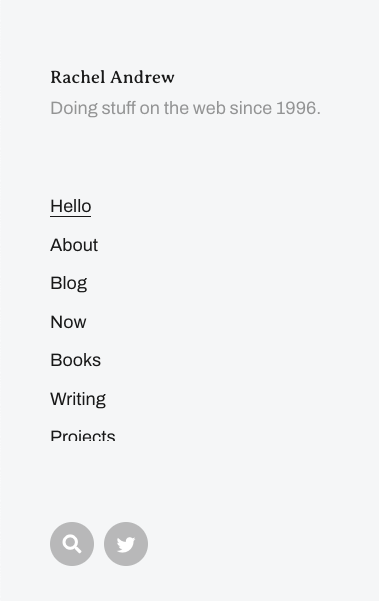 Rachel Andrew
Doing stuff on the web since 1996.
Hello
About
Blog
Now
Books
Writing
Projects